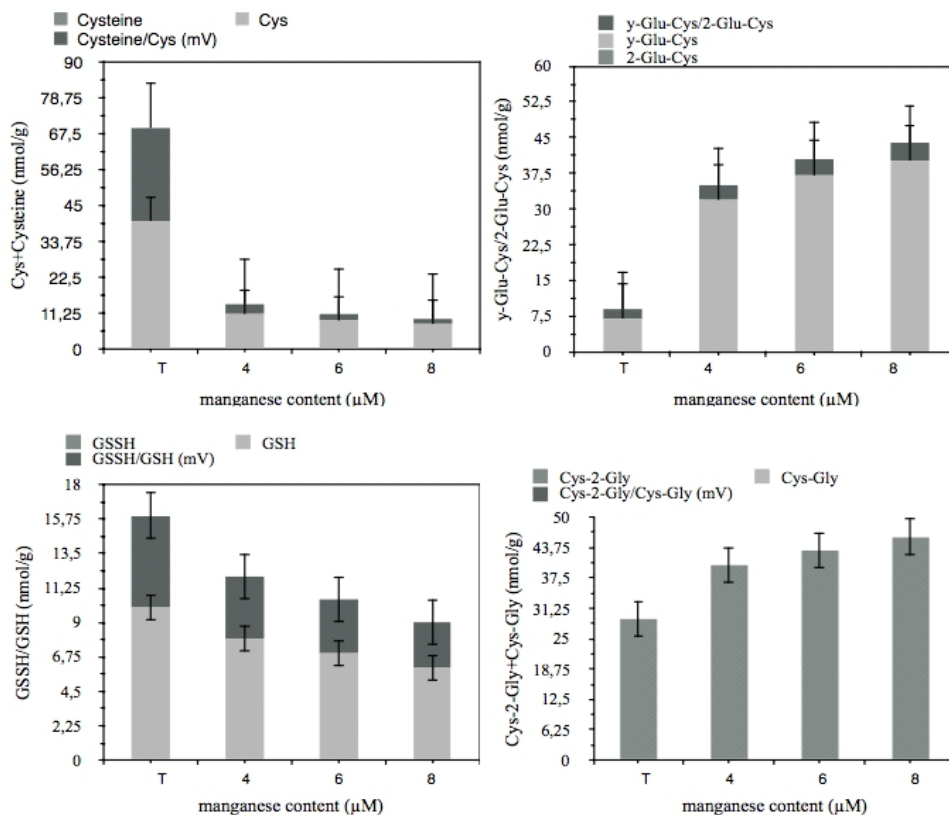 Cysteine Cys
Cysteine/Cys (mV)
90
78,75
67,5
56,25
45
33,75
22,5
11,25
0
Cys+Cysteine (nmol/g)
T 4 6 8
manganese content (µM)
y-Glu-Cys/2-Glu-Cys
y-Glu-Cys
2-Glu-Cys
60
52,5
45
37,5
30
22,5
15
7,5
0
y-Glu-Cys/2-Glu-Cys (nmol/g)
T 4 6 8
manganese content (µM)
GSSH GSH
GSSH/GSH (mV)
18
15,75
13,5
11,25
9
6,75
4,5
2,25
0
GSSH/GSH (nmol/g)
T 4 6 8
manganese content (µM)
Cys-2-Gly Cys-Gly
Cys-2-Gly/Cys-Gly (mV)
50
43,75
37,5
31,25
25
18,75
12,5
6,25
0
Cys-2-Gly+Cys-Gly (nmol/g)
T 4 6 8
manganese content (µM)